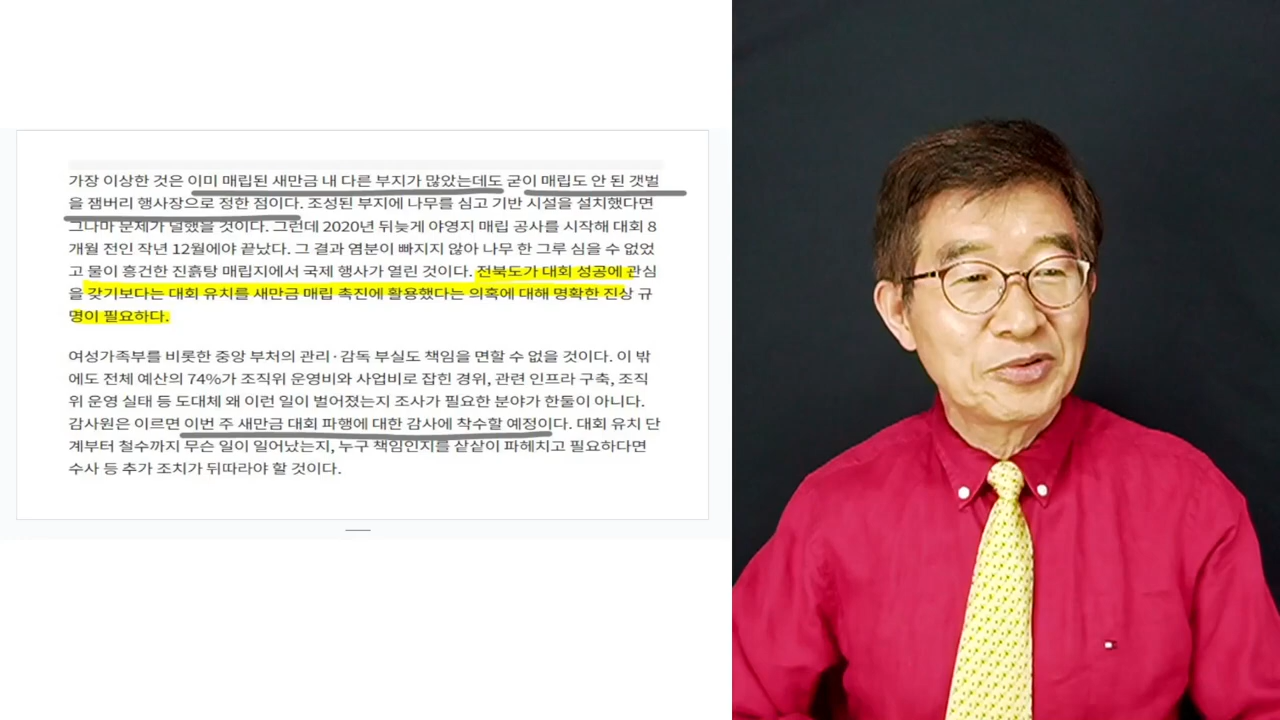 가장 이상한 것은 이미 매립된 새만금 내 다른 부지가 많았는데도 굳이 매립도 안 된 갯벌
을 잼버리 행사장으로 정한 점이다. 조성된 부지에 나무를 심고 기반 시설을 설치했다면
그나마 문제가 덜했을 것이다. 그런데 2020년 뒤늦게 야영지 매립 공사를 시작해 대회 8
개월 전인 작년 12월에야 끝났다. 그 결과 염분이 빠지지 않아 나무 한 그루 심을 수 없었
고 물이 흥건한 진흙탕 매립지에서 국제 행사가 열린 것이다. 전북도가 대회 성공에 관심
을 갖기보다는 대회 유치를 새만금 매립 촉진에 활용했다는 의혹에 대해 명확한 진상 규
명이 필요하다.
여성가족부를 비롯한 중앙 부처의 관리·감독 부실도 책임을 면할 수 없을 것이다. 이 밖
에도 전체 예산의 74%가 조직위 운영비와 사업비로 잡힌 경위, 관련 인프라 구축, 조직
위 운영 실태 등 도대체 왜 이런 일이 벌어졌는지 조사가 필요한 분야가 한둘이 아니다.
감사원은 이르면 이번 주 새만금 대회 파행에 대한 감사에 착수할 예정이다. 대회 유치 단
계부터 철수까지 무슨 일이 일어났는지, 누구 책임인지를 샅샅이 파헤치고 필요하다면
수사 등 추가 조치가 뒤따라야 할 것이다.